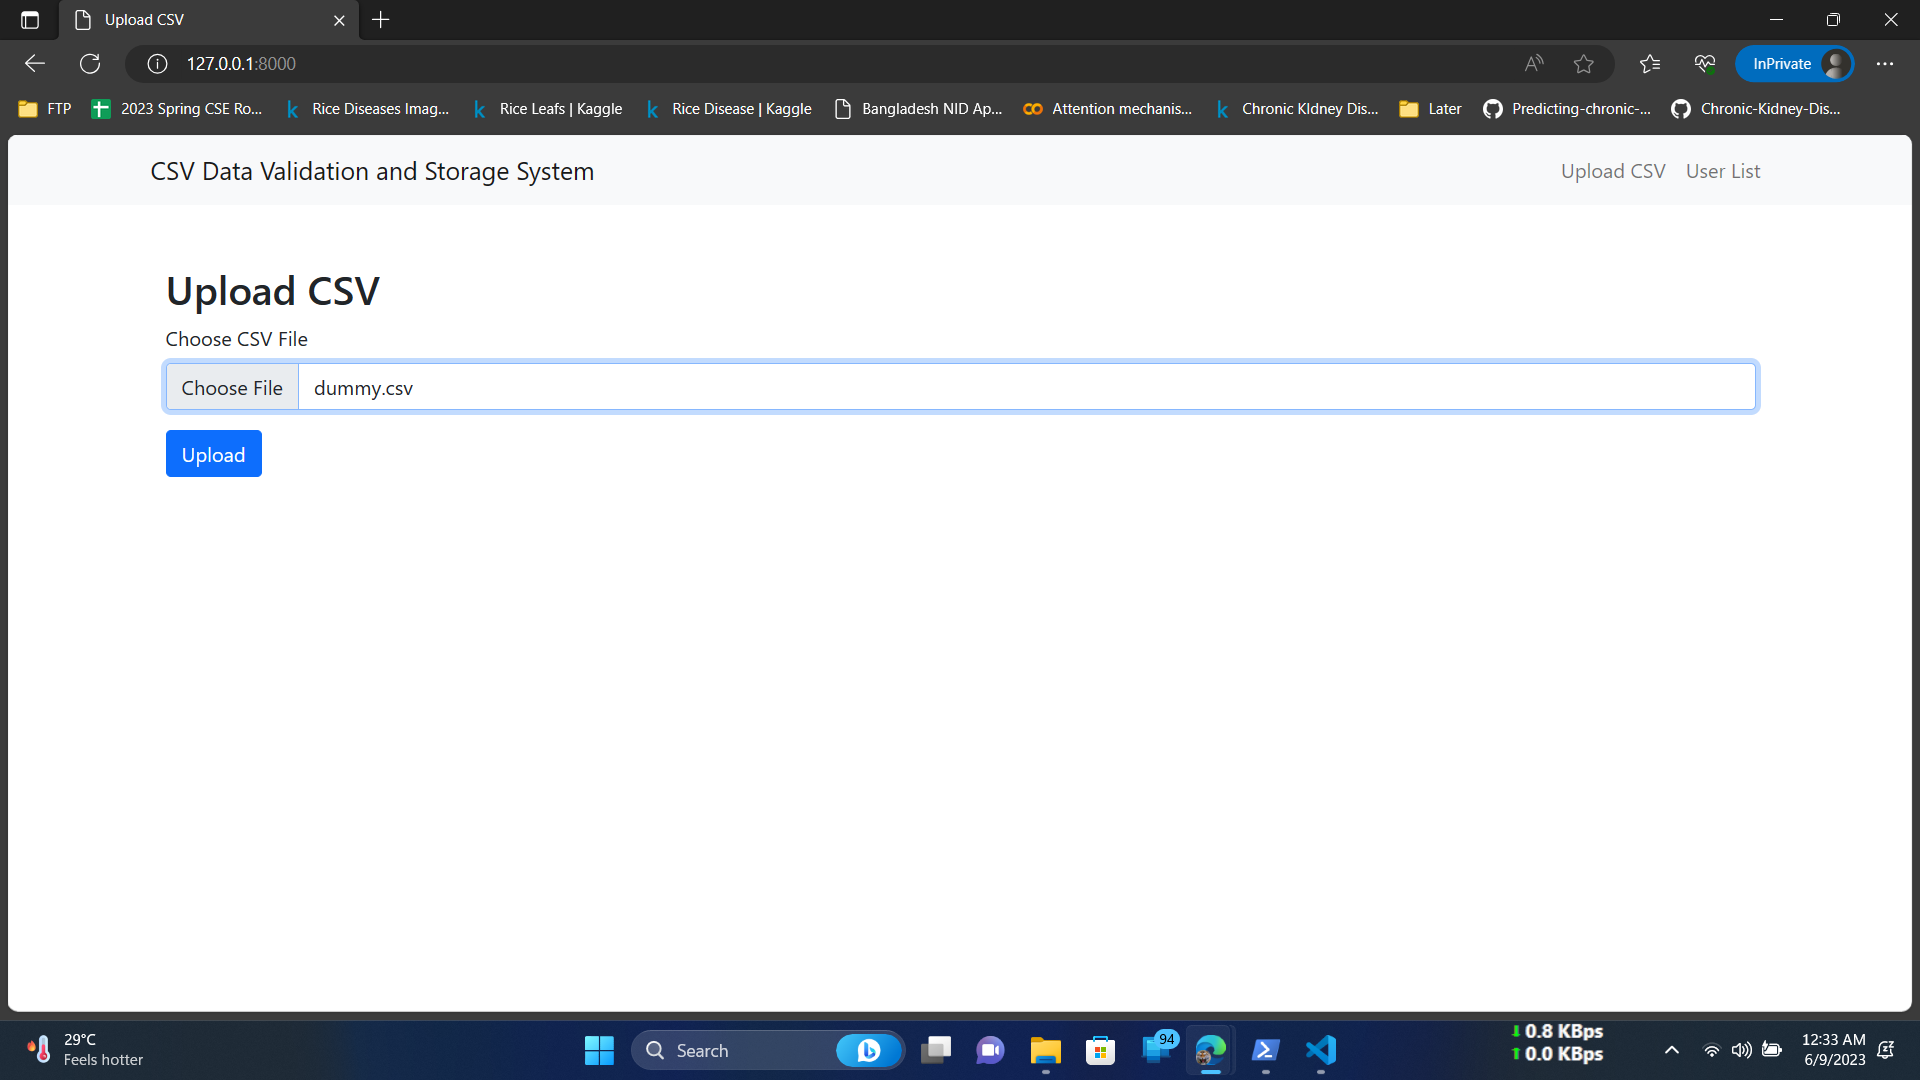 Upload CSV
127.0.0.1:8000
InPrivate
FTP
2023 Spring CSE Ro...
Rice Diseases Imag...
Rice Leafs | Kaggle
Rice Disease | Kaggle
Bangladesh NID Ap...
Attention mechanis...
Chronic KIdney Dis...
Later
Predicting-chronic-...
Chronic-Kidney-Dis...
CSV Data Validation and Storage System
Upload CSV
User List
Upload CSV
Choose CSV File
Choose File
dummy.csv
Upload
29°C
Feels hotter
Search
94
0.8 KBps
0.0 KBps
12:33 AM
6/9/2023